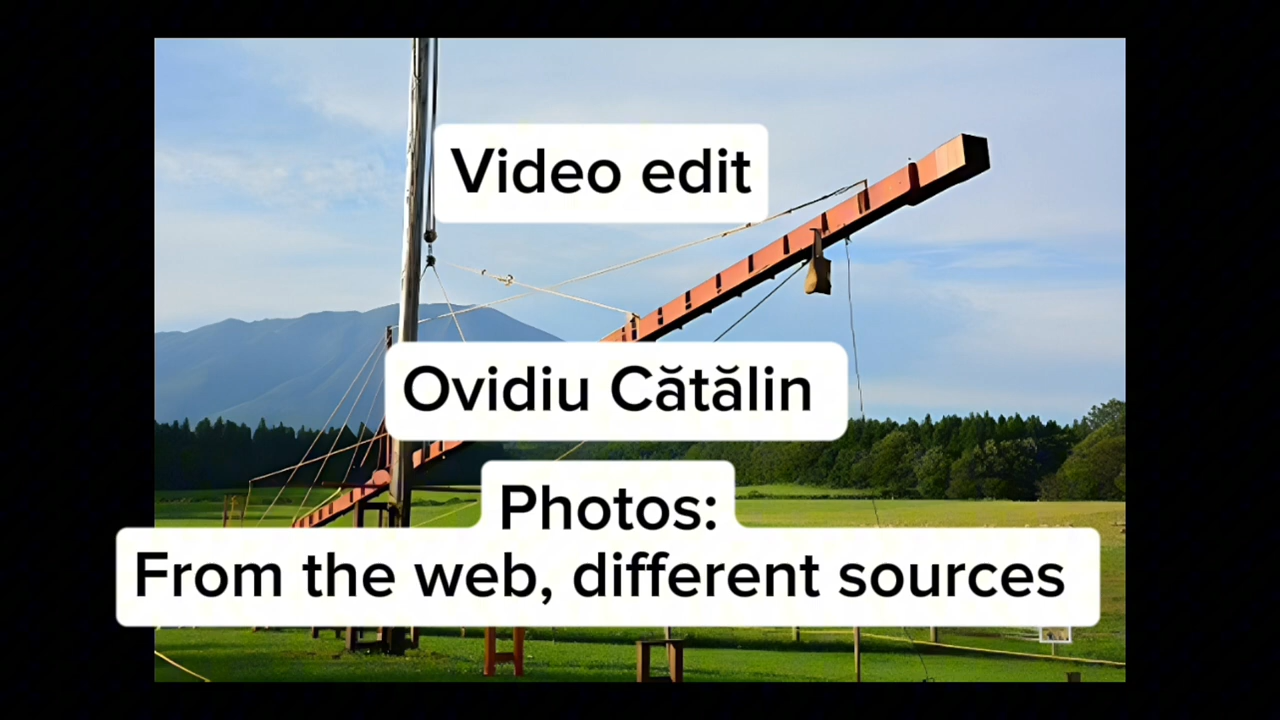 Video edit
Ovidiu Cătălin
Photos:
From the web, different sources